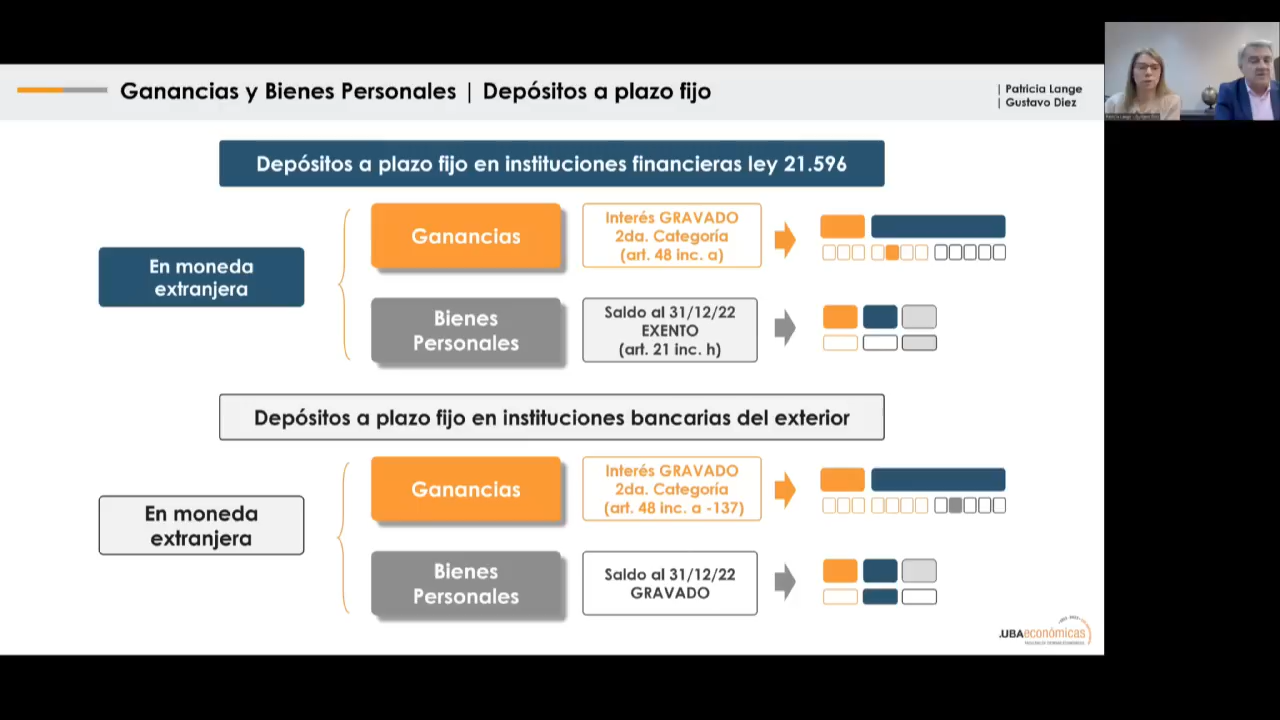 Ganancias y Bienes Personales | Depósitos a plazo fijo
| Patricia Lange
| Gustavo Diez
Depósitos a plazo fijo en instituciones financieras ley 21.596
En moneda
extranjera
Ganancias
Interés GRAVADO
2da. Categoría
(art. 48 inc. a)
Bienes
Personales
Saldo al 31/12/22
EXENTO
(art. 21 inc. h)
Depósitos a plazo fijo en instituciones bancarias del exterior
En moneda
extranjera
Ganancias
Interés GRAVADO
2da. Categoría
(art. 48 inc. a -137)
Bienes
Personales
Saldo al 31/12/22
GRAVADO
.UBAeconómicas